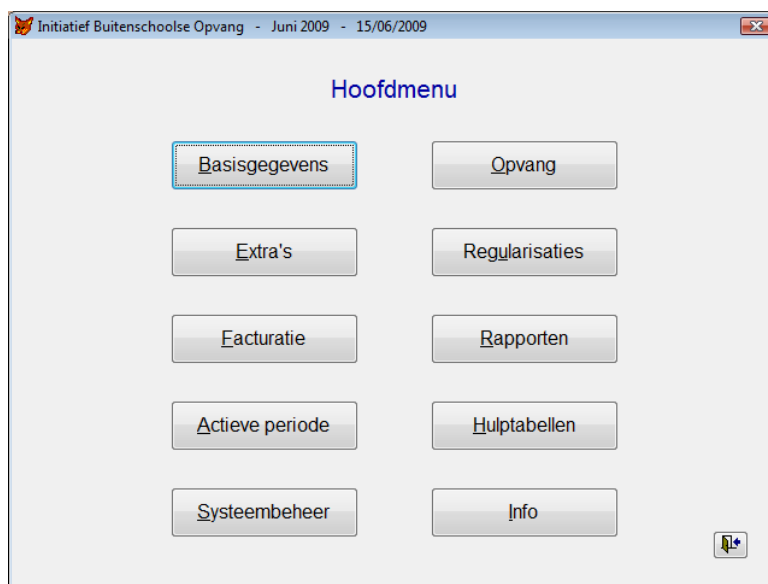 Initiatief Buitenschoolse Opvang - Juni 2009 - 15/06/2009
Hoofdmenu
Basisgegevens Opvang
Extra's Regularisaties
Facturatie Rapporten
Actieve periode Hulptabellen
Systeembeheer Info